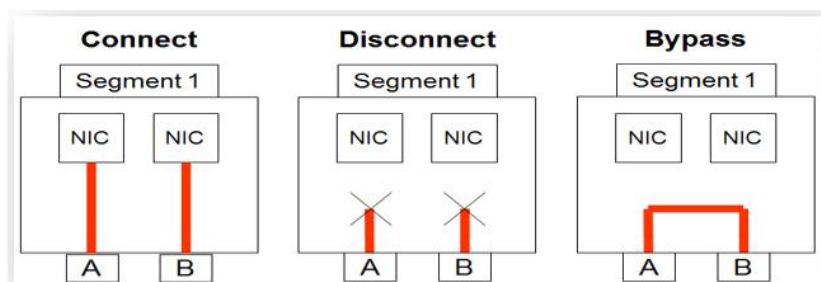 Connect
Segment 1
NIC NIC
A B
Disconnect
Segment 1
NIC NIC
A B
Bypass
Segment 1
NIC NIC
A B